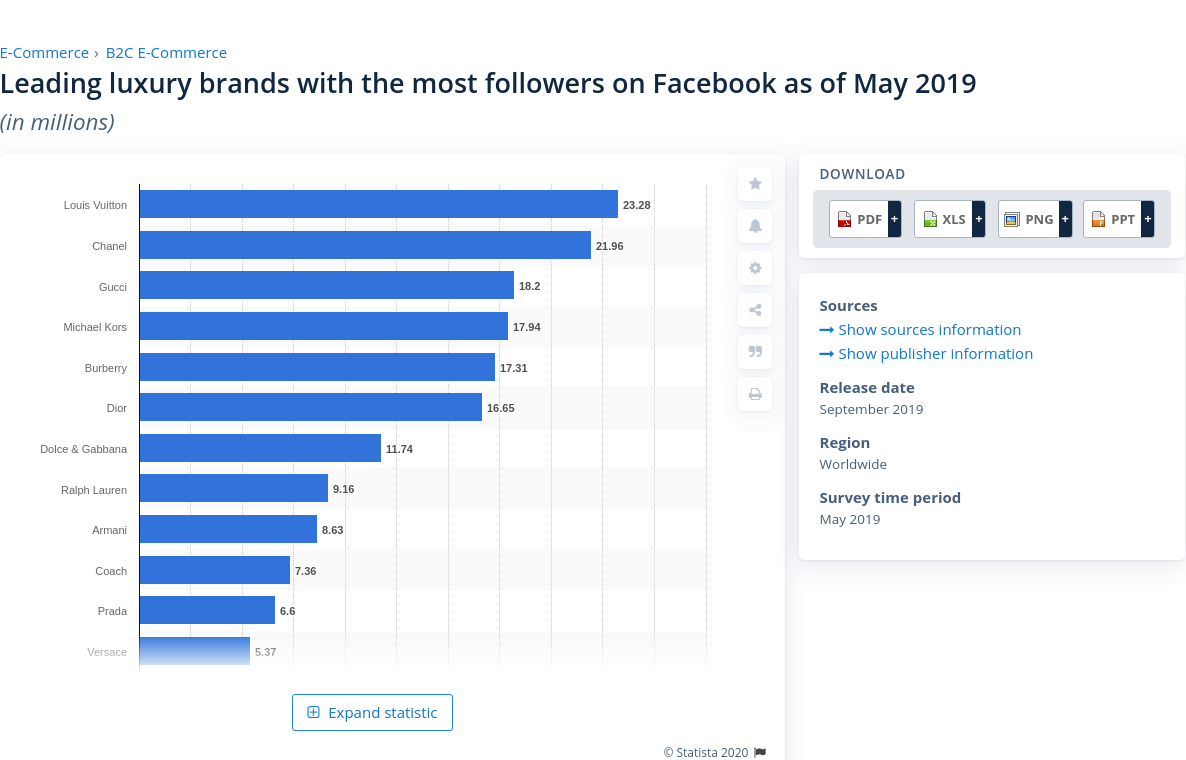 E-Commerce › B2C E-Commerce
Leading luxury brands with the most followers on Facebook as of May 2019
(in millions)
Louis Vuitton 23.28
Chanel 21.96
Gucci 18.2
Michael Kors 17.94
Burberry 17.31
Dior 16.65
Dolce & Gabbana 11.74
Ralph Lauren 9.16
Armani 8.63
Coach 7.36
Prada 6.6
Versace 5.37
Expand statistic
© Statista 2020
DOWNLOAD
PDF + XLS + PNG + PPT +
Sources
Show sources information
Show publisher information
Release date
September 2019
Region
Worldwide
Survey time period
May 2019